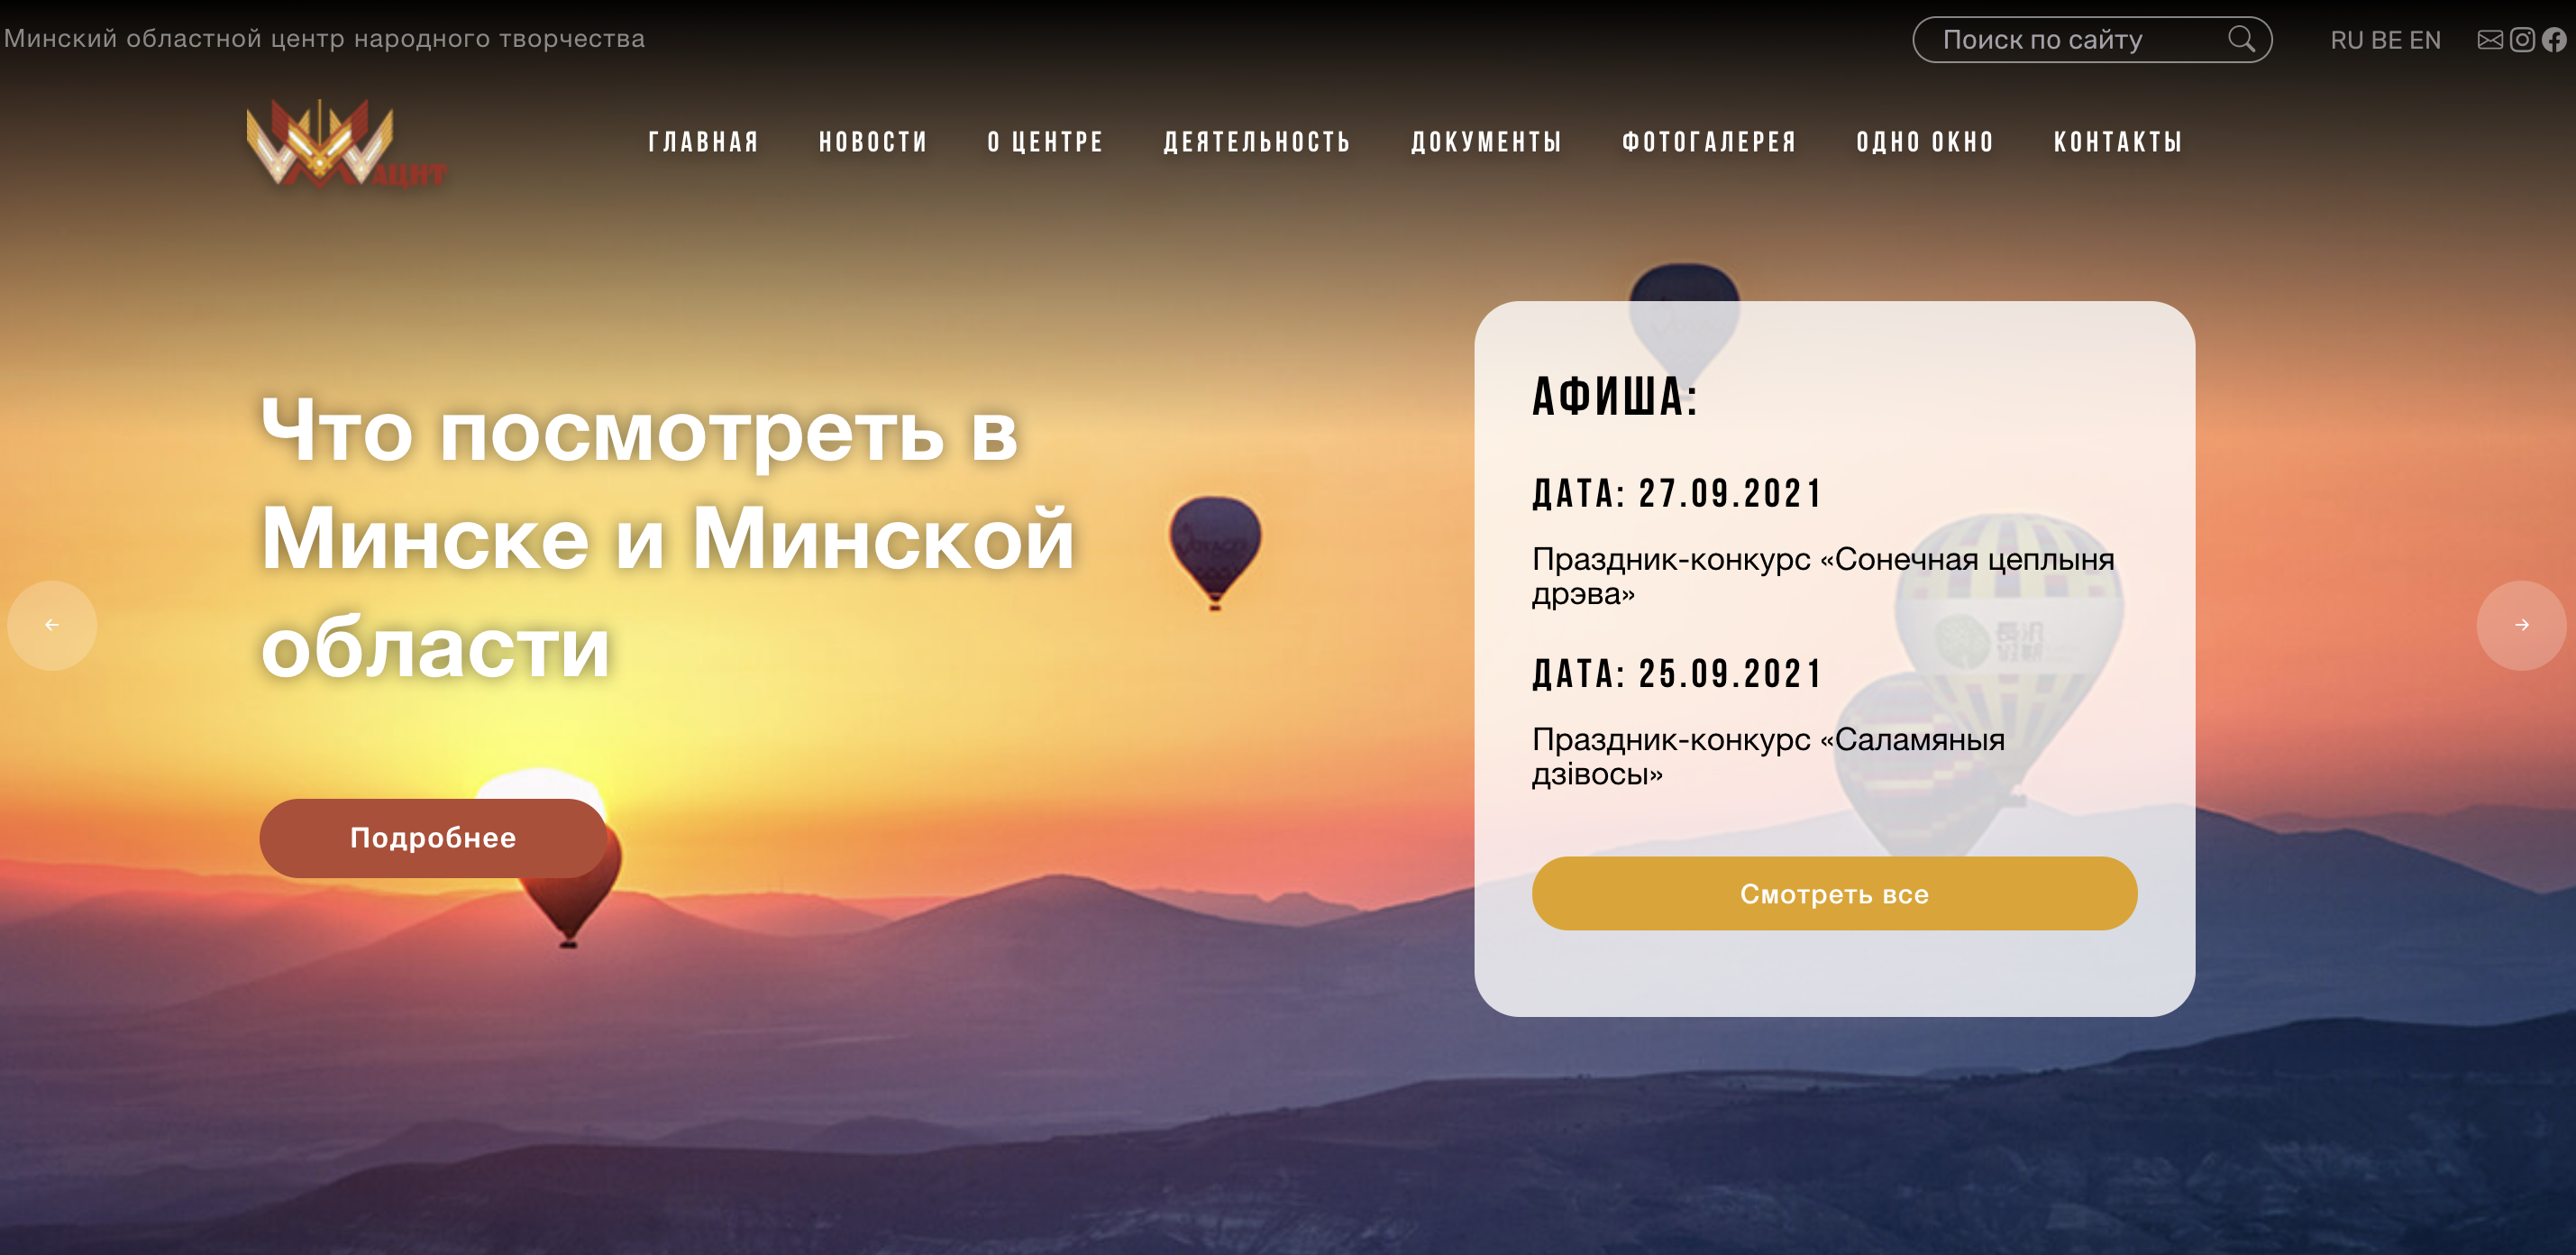 Минский областной центр народного творчества
Поиск по сайту
RU BE EN
АЦНТ
ГЛАВНАЯ НОВОСТИ О ЦЕНТРЕ ДЕЯТЕЛЬНОСТЬ ДОКУМЕНТЫ ФОТОГАЛЕРЕЯ ОДНО ОКНО КОНТАКТЫ
Что посмотреть в
Минске и Минской
области
Подробнее
АФИША:
ДАТА: 27.09.2021
Праздник-конкурс «Сонечная цеплыня
дрэва»
ДАТА: 25.09.2021
Праздник-конкурс «Саламяныя
дзівосы»
Смотреть все